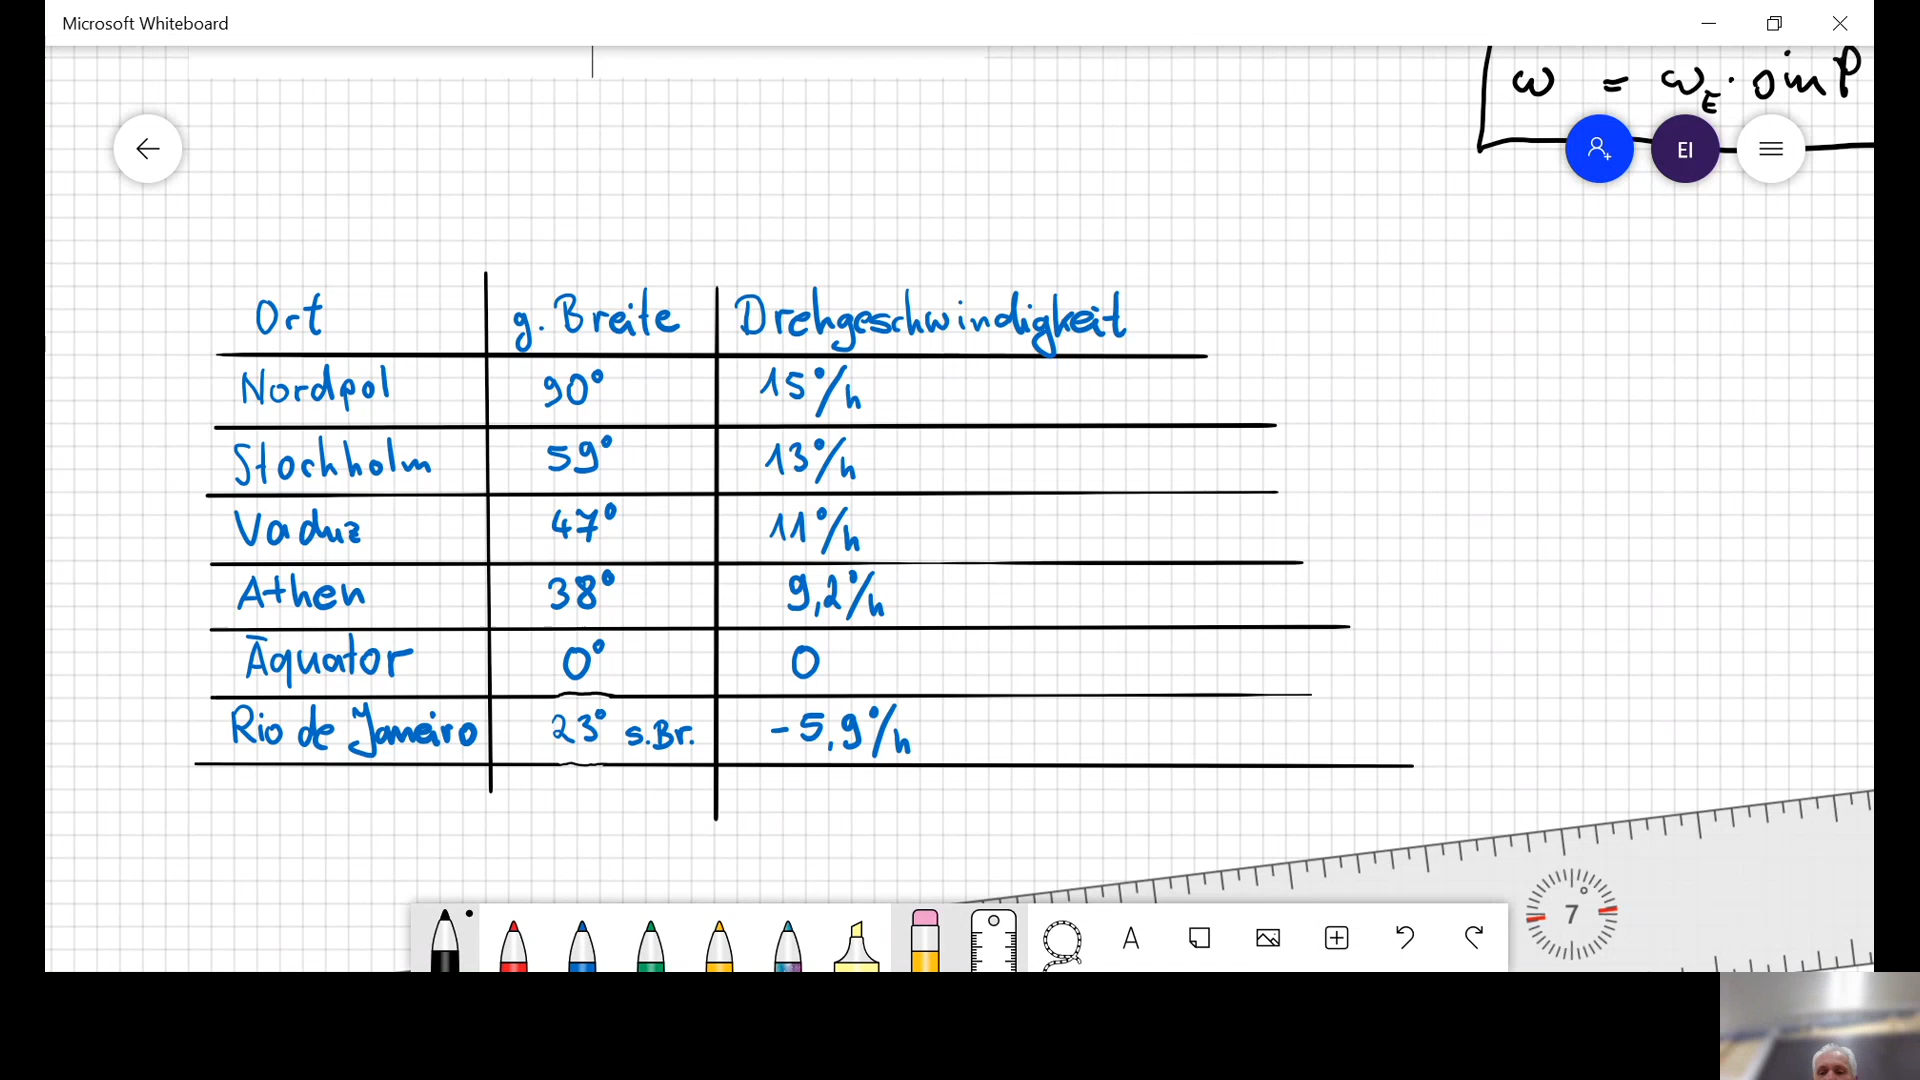 Microsoft Whiteboard
ω = ω_E · sin φ
EI
Ort g. Breite Drehgeschwindigkeit
Nordpol 90° 15°/h
Stockholm 59° 13°/h
Vaduz 47° 11°/h
Athen 38° 9,2°/h
Äquator 0° 0
Rio de Janeiro 23° s.Br. -5,9°/h
7°
A